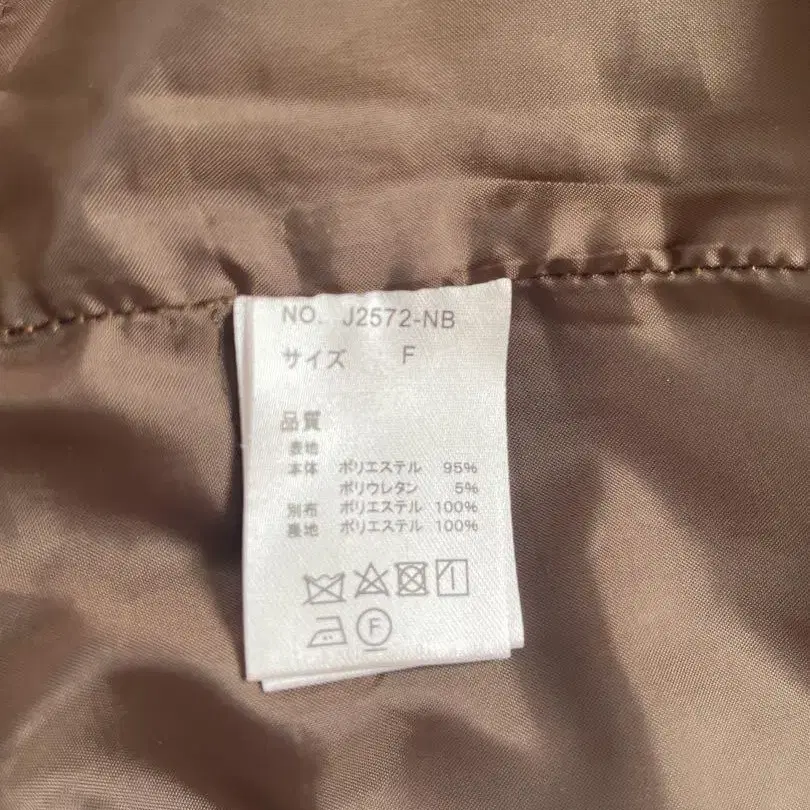 NO. J2572-NB
サイズ F
品質
表地
本体 ポリエステル 95%
ポリウレタン 5%
別布 ポリエステル 100%
裏地 ポリエステル 100%
F